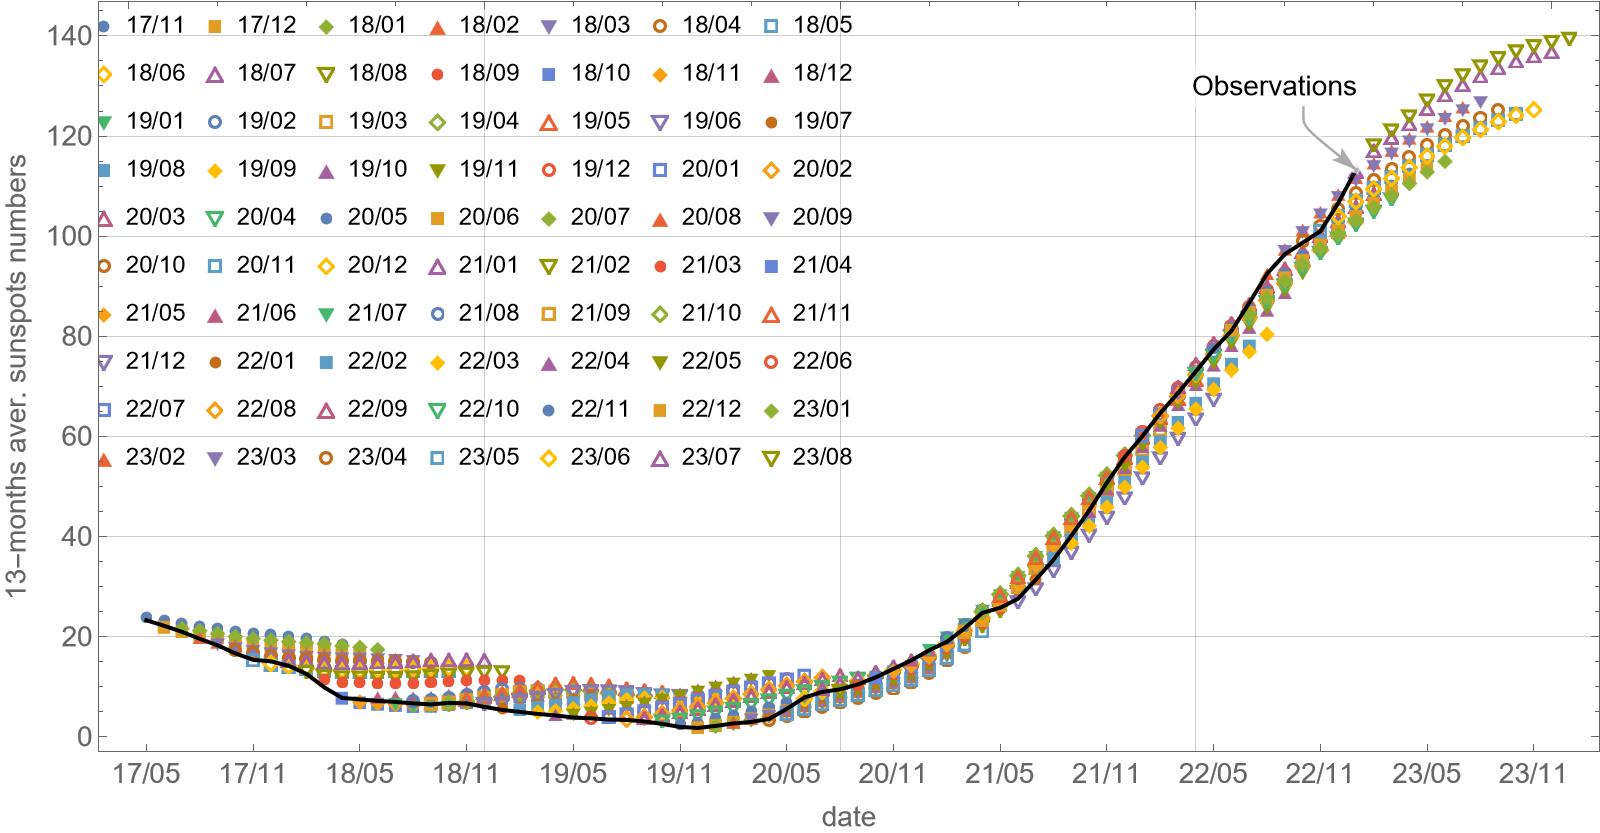 17/11 17/12 18/01 18/02 18/03 18/04 18/05
18/06 18/07 18/08 18/09 18/10 18/11 18/12
19/01 19/02 19/03 19/04 19/05 19/06 19/07
19/08 19/09 19/10 19/11 19/12 20/01 20/02
20/03 20/04 20/05 20/06 20/07 20/08 20/09
20/10 20/11 20/12 21/01 21/02 21/03 21/04
21/05 21/06 21/07 21/08 21/09 21/10 21/11
21/12 22/01 22/02 22/03 22/04 22/05 22/06
22/07 22/08 22/09 22/10 22/11 22/12 23/01
23/02 23/03 23/04 23/05 23/06 23/07 23/08
Observations
13−months aver. sunspots numbers
140
120
100
80
60
40
20
0
17/05 17/11 18/05 18/11 19/05 19/11 20/05 20/11 21/05 21/11 22/05 22/11 23/05 23/11
date